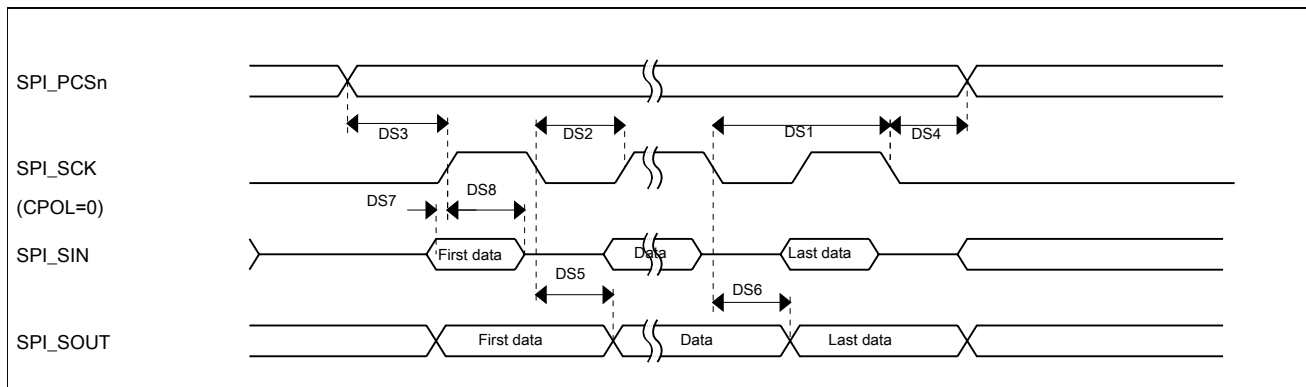 SPI_PCSn
DS3
DS2
DS1
DS4
SPI_SCK
(CPOL=0)
DS7
DS8
SPI_SIN
First data
Data
Last data
DS5
DS6
SPI_SOUT
First data
Data
Last data